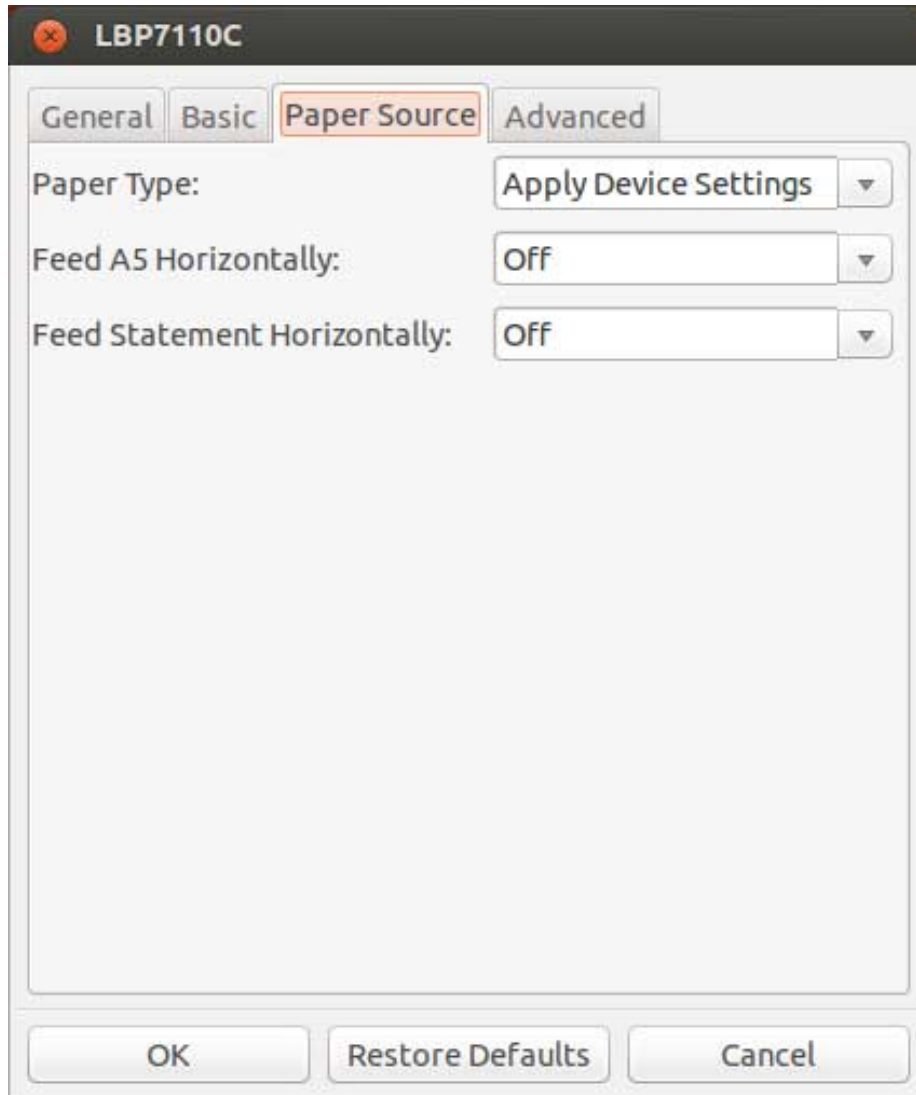 LBP7110C
General Basic Paper Source Advanced
Paper Type: Apply Device Settings
Feed A5 Horizontally: Off
Feed Statement Horizontally: Off
OK Restore Defaults Cancel